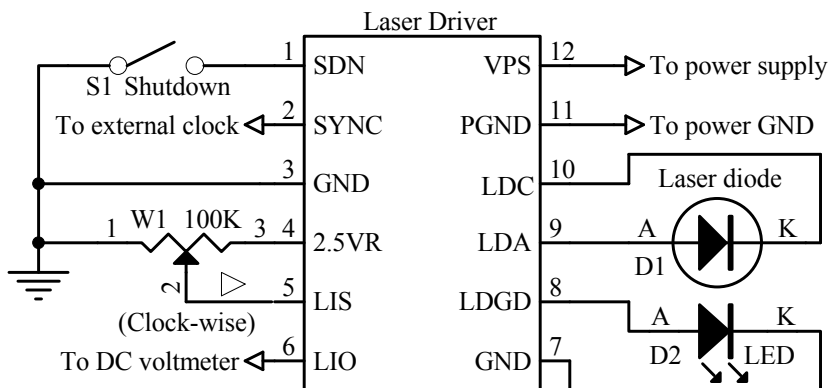 Laser Driver
1 SDN VPS 12 To power supply
S1 Shutdown
To external clock 2 SYNC PGND 11 To power GND
3 GND LDC 10
Laser diode
1 W1 100K 3 4 2.5VR LDA 9 A K
D1
2 5 LIS LDGD 8
(Clock-wise) A K
To DC voltmeter 6 LIO GND 7 D2 LED